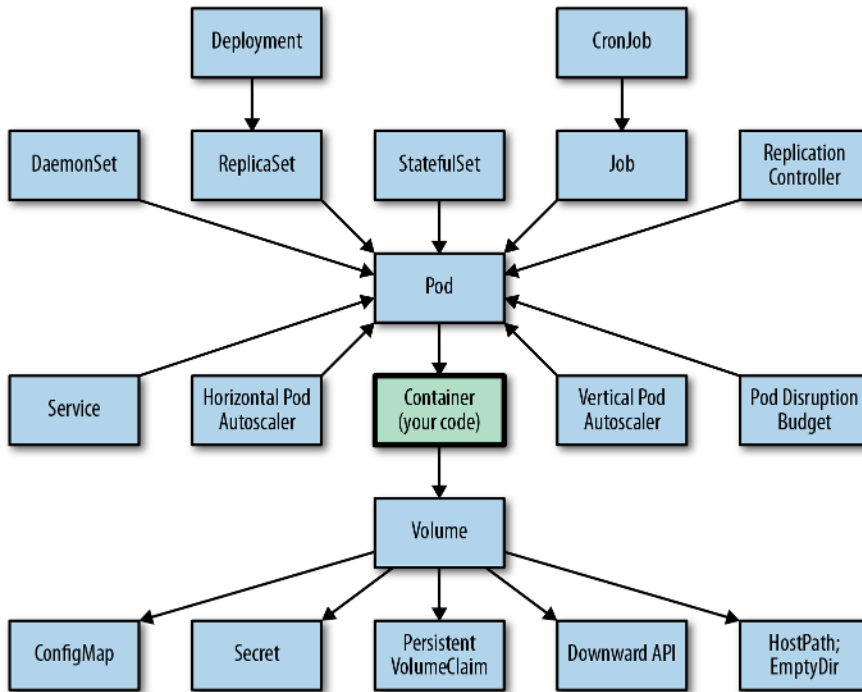 Deployment
CronJob
DaemonSet
ReplicaSet
StatefulSet
Job
Replication
Controller
Pod
Service
Horizontal Pod
Autoscaler
Container
(your code)
Vertical Pod
Autoscaler
Pod Disruption
Budget
Volume
ConfigMap
Secret
Persistent
VolumeClaim
Downward API
HostPath;
EmptyDir